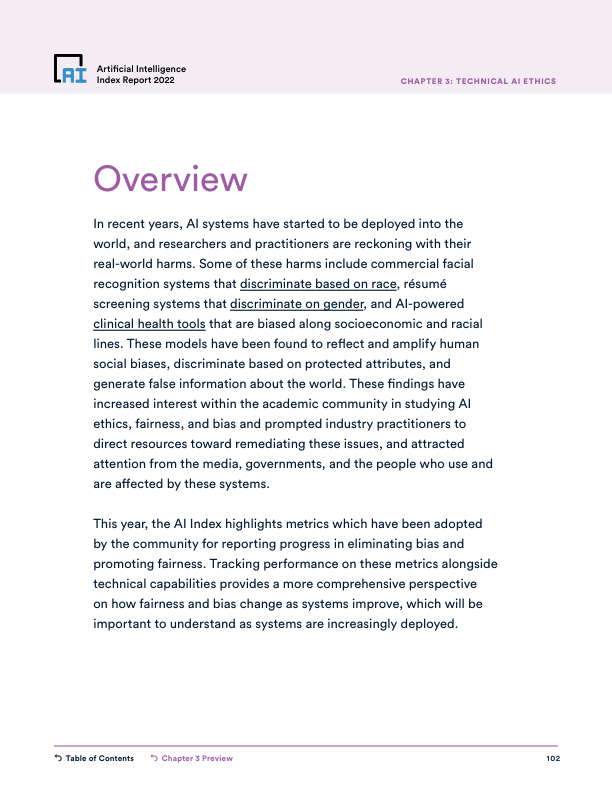 AI
Artificial Intelligence
Index Report 2022
CHAPTER 3: TECHNICAL AI ETHICS
Overview
In recent years, AI systems have started to be deployed into the
world, and researchers and practitioners are reckoning with their
real-world harms. Some of these harms include commercial facial
recognition systems that discriminate based on race, résumé
screening systems that discriminate on gender, and AI-powered
clinical health tools that are biased along socioeconomic and racial
lines. These models have been found to reflect and amplify human
social biases, discriminate based on protected attributes, and
generate false information about the world. These findings have
increased interest within the academic community in studying AI
ethics, fairness, and bias and prompted industry practitioners to
direct resources toward remediating these issues, and attracted
attention from the media, governments, and the people who use and
are affected by these systems.
This year, the AI Index highlights metrics which have been adopted
by the community for reporting progress in eliminating bias and
promoting fairness. Tracking performance on these metrics alongside
technical capabilities provides a more comprehensive perspective
on how fairness and bias change as systems improve, which will be
important to understand as systems are increasingly deployed.
Table of Contents
Chapter 3 Preview
102